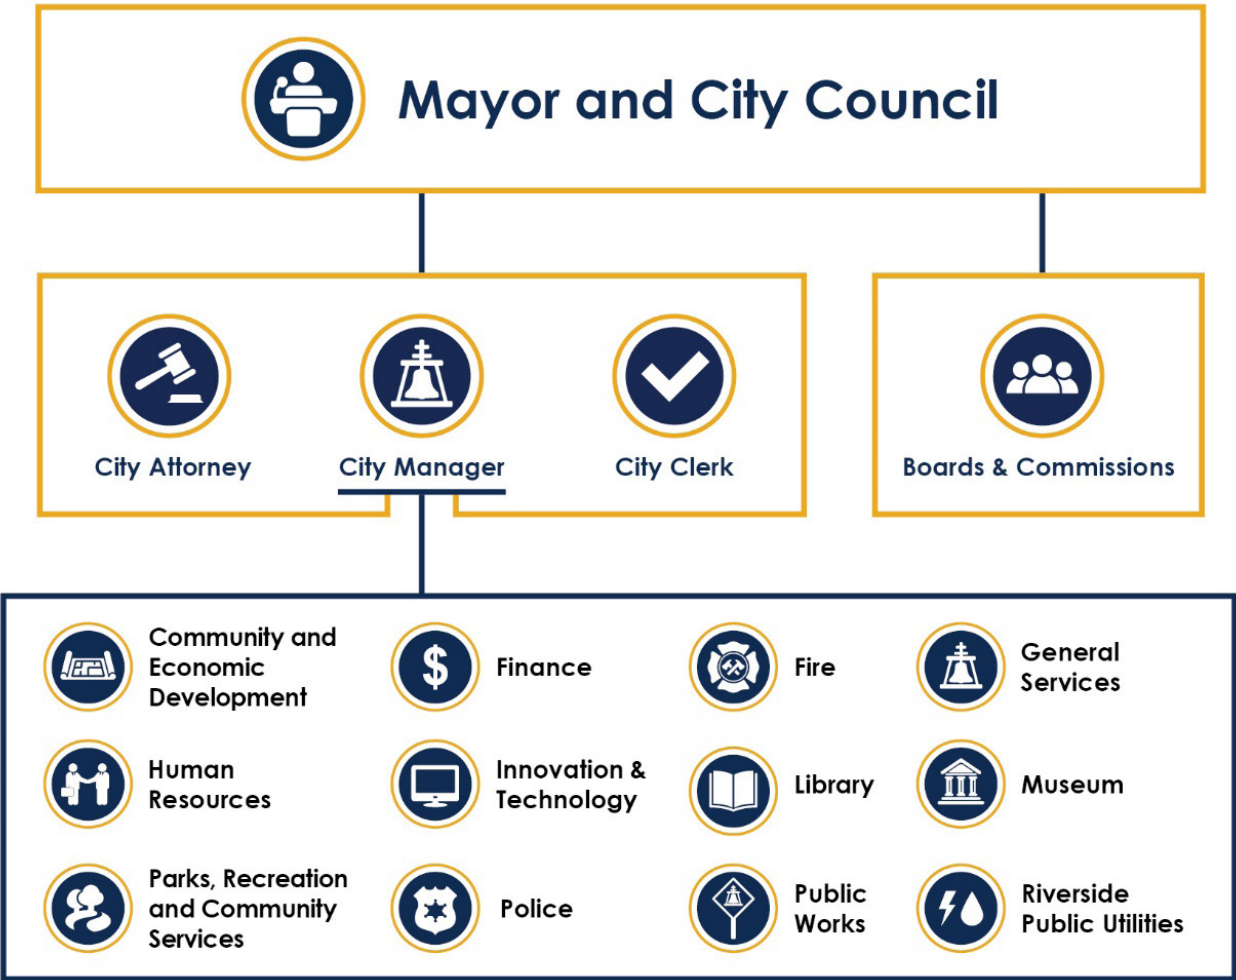 Mayor and City Council
City Attorney
City Manager
City Clerk
Boards & Commissions
Community and
Economic
Development
$
Finance
Fire
General
Services
Human
Resources
Innovation &
Technology
Library
Museum
Parks, Recreation
and Community
Services
Police
Public
Works
Riverside
Public Utilities